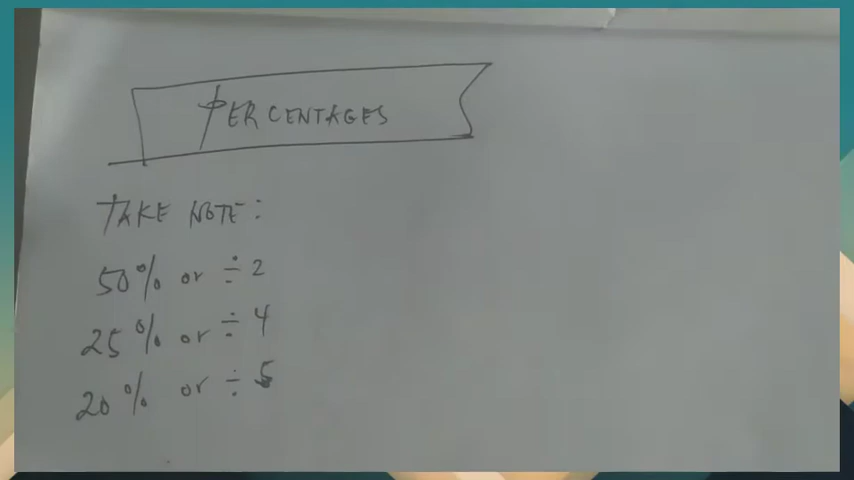 PERCENTAGES
TAKE NOTE:
50% or ÷ 2
25% or ÷ 4
20% or ÷ 5